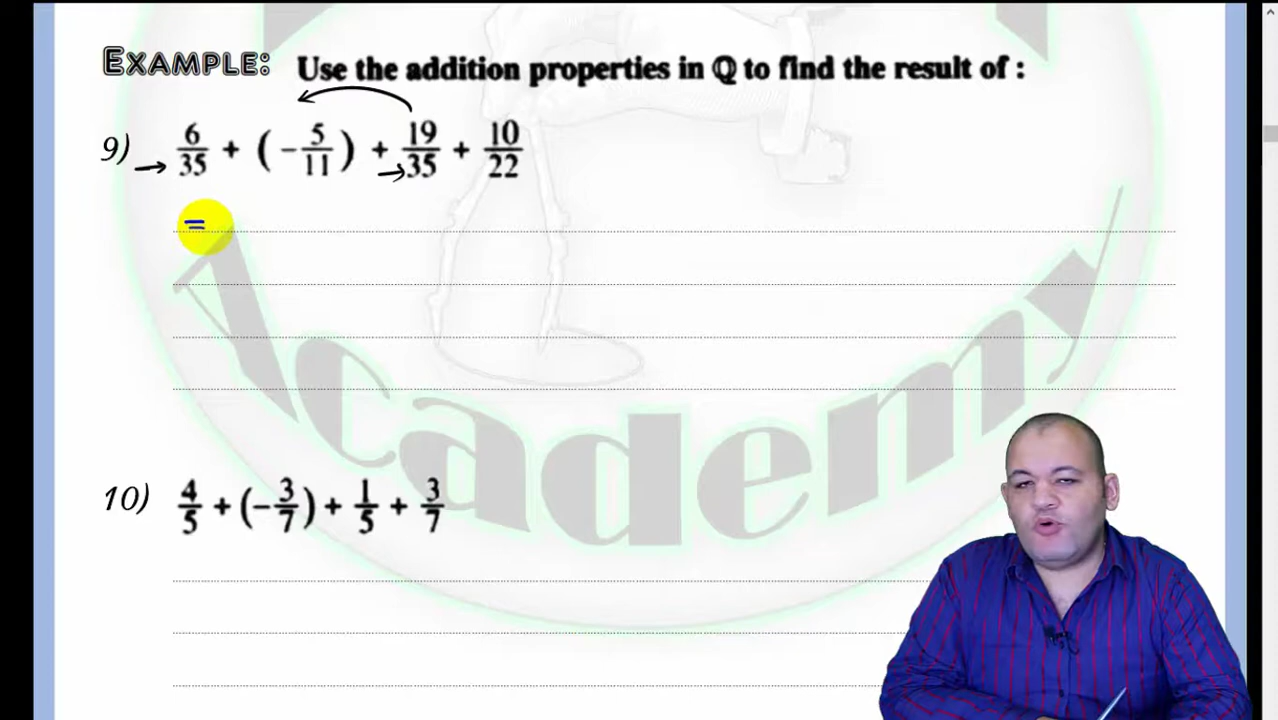 EXAMPLE: Use the addition properties in Q to find the result of :
9) 6/35 + (-5/11) + 19/35 + 10/22
=
10) 4/5 + (-3/7) + 1/5 + 3/7
Academy